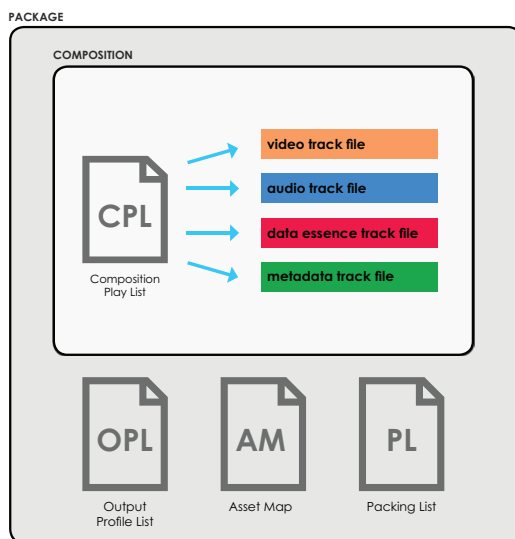 PACKAGE
COMPOSITION
CPL
Composition
Play List
video track file
audio track file
data essence track file
metadata track file
OPL
Output
Profile List
AM
Asset Map
PL
Packing List